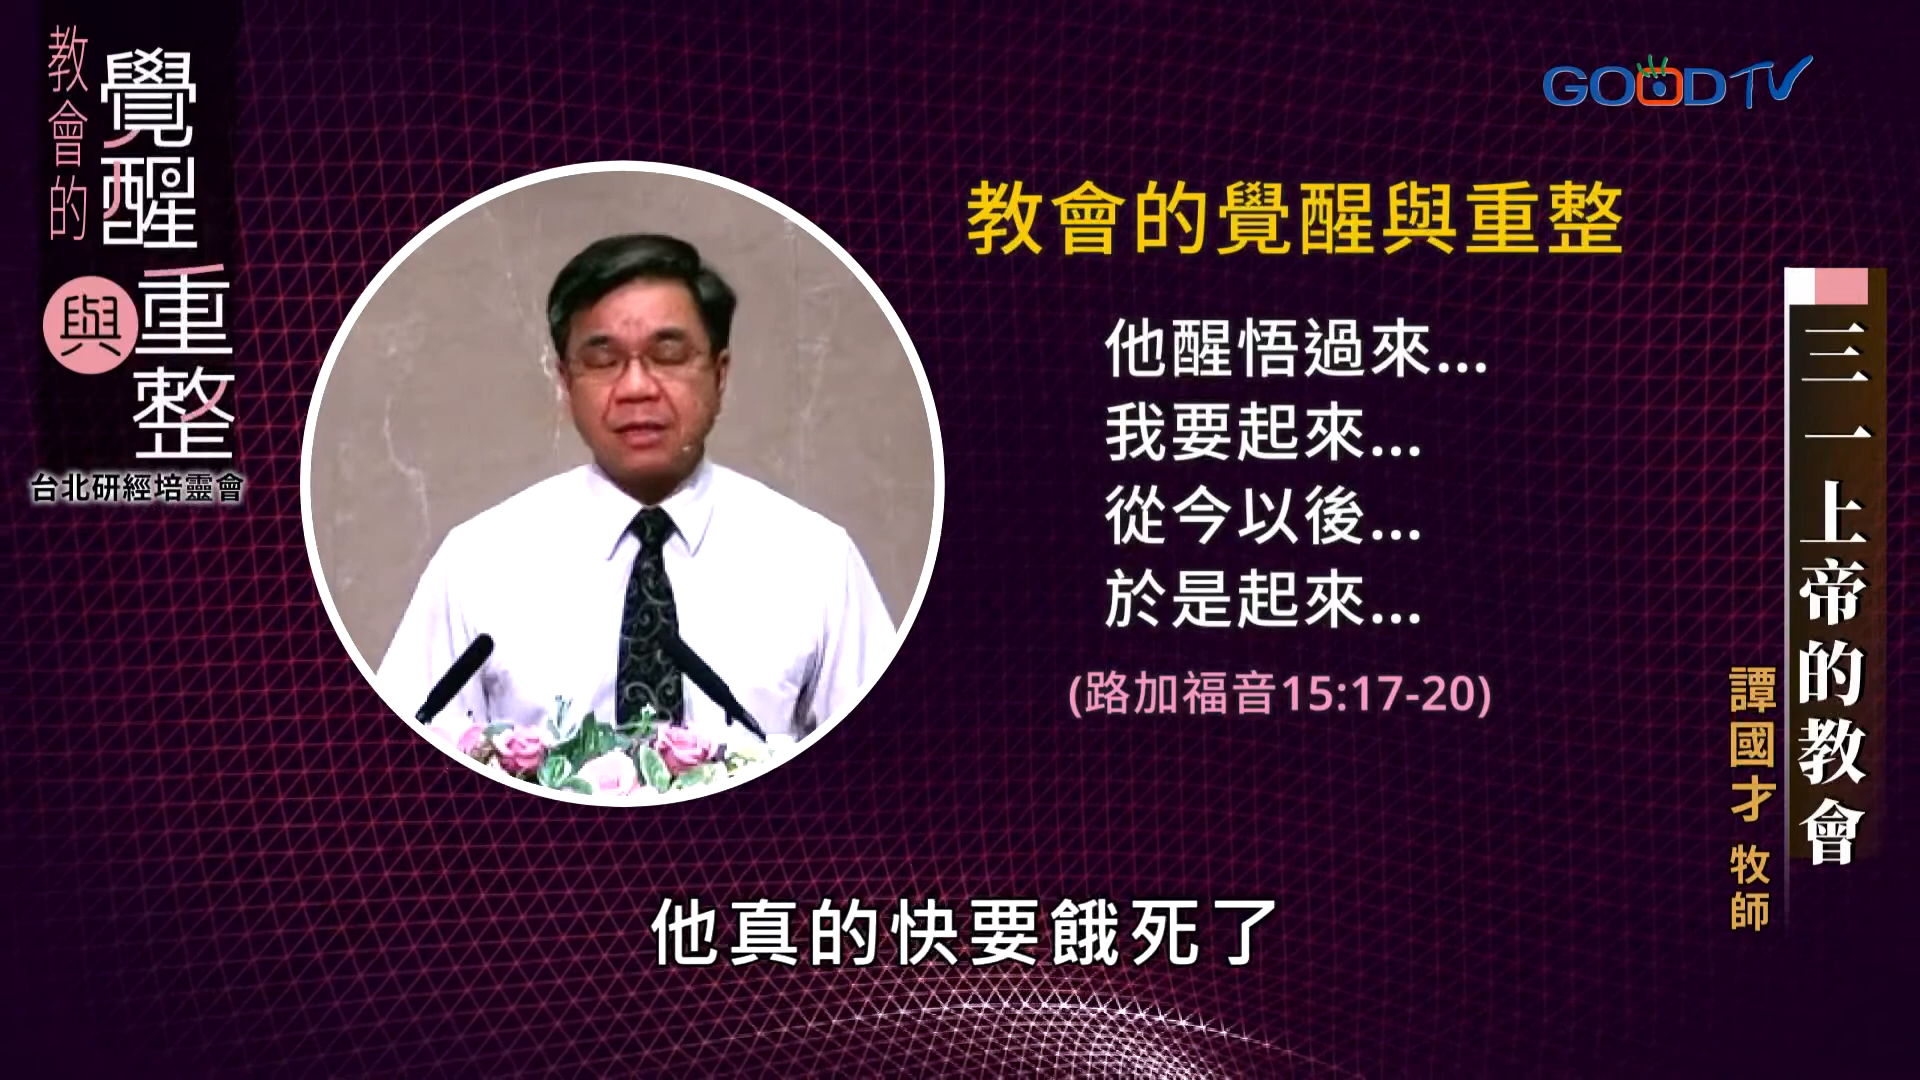 教會的
覺醒
與
重整
台北研經培靈會
GOODTV
教會的覺醒與重整
他醒悟過來...
我要起來...
從今以後...
於是起來...
(路加福音15:17-20)
三一上帝的教會
譚國才 牧師
他真的快要餓死了